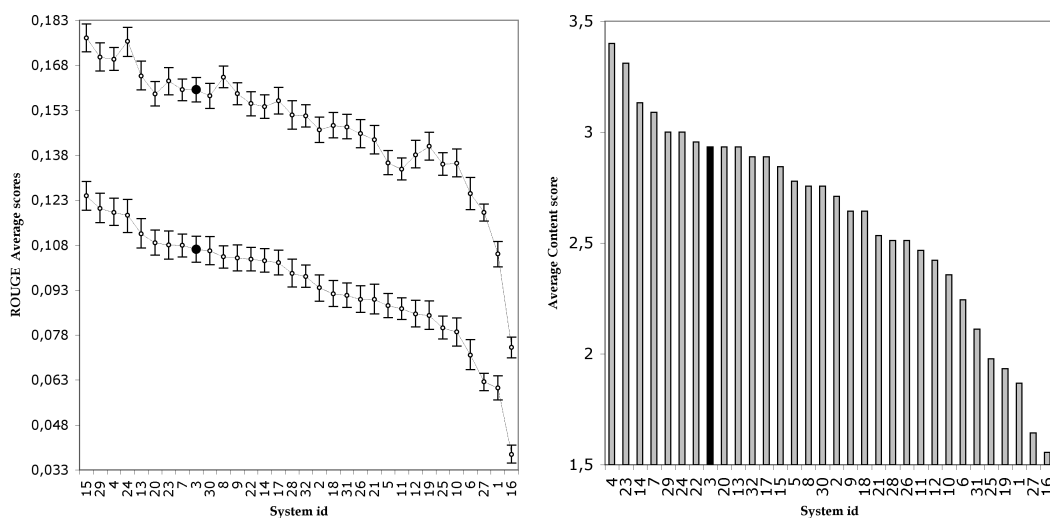 0,183
0,168
0,153
0,138
0,123
0,108
0,093
0,078
0,063
0,048
0,033
ROUGE Average scores
15 29 4 24 13 20 23 7 3 30 8 9 22 14 17 28 32 2 18 31 26 21 5 11 12 19 25 10 6 27 1 16
System id
3,5
3
2,5
2
1,5
Average Content score
4 23 14 7 29 24 22 3 20 13 32 17 15 5 8 30 2 9 18 21 28 26 11 12 10 6 31 25 19 1 27 16
System id